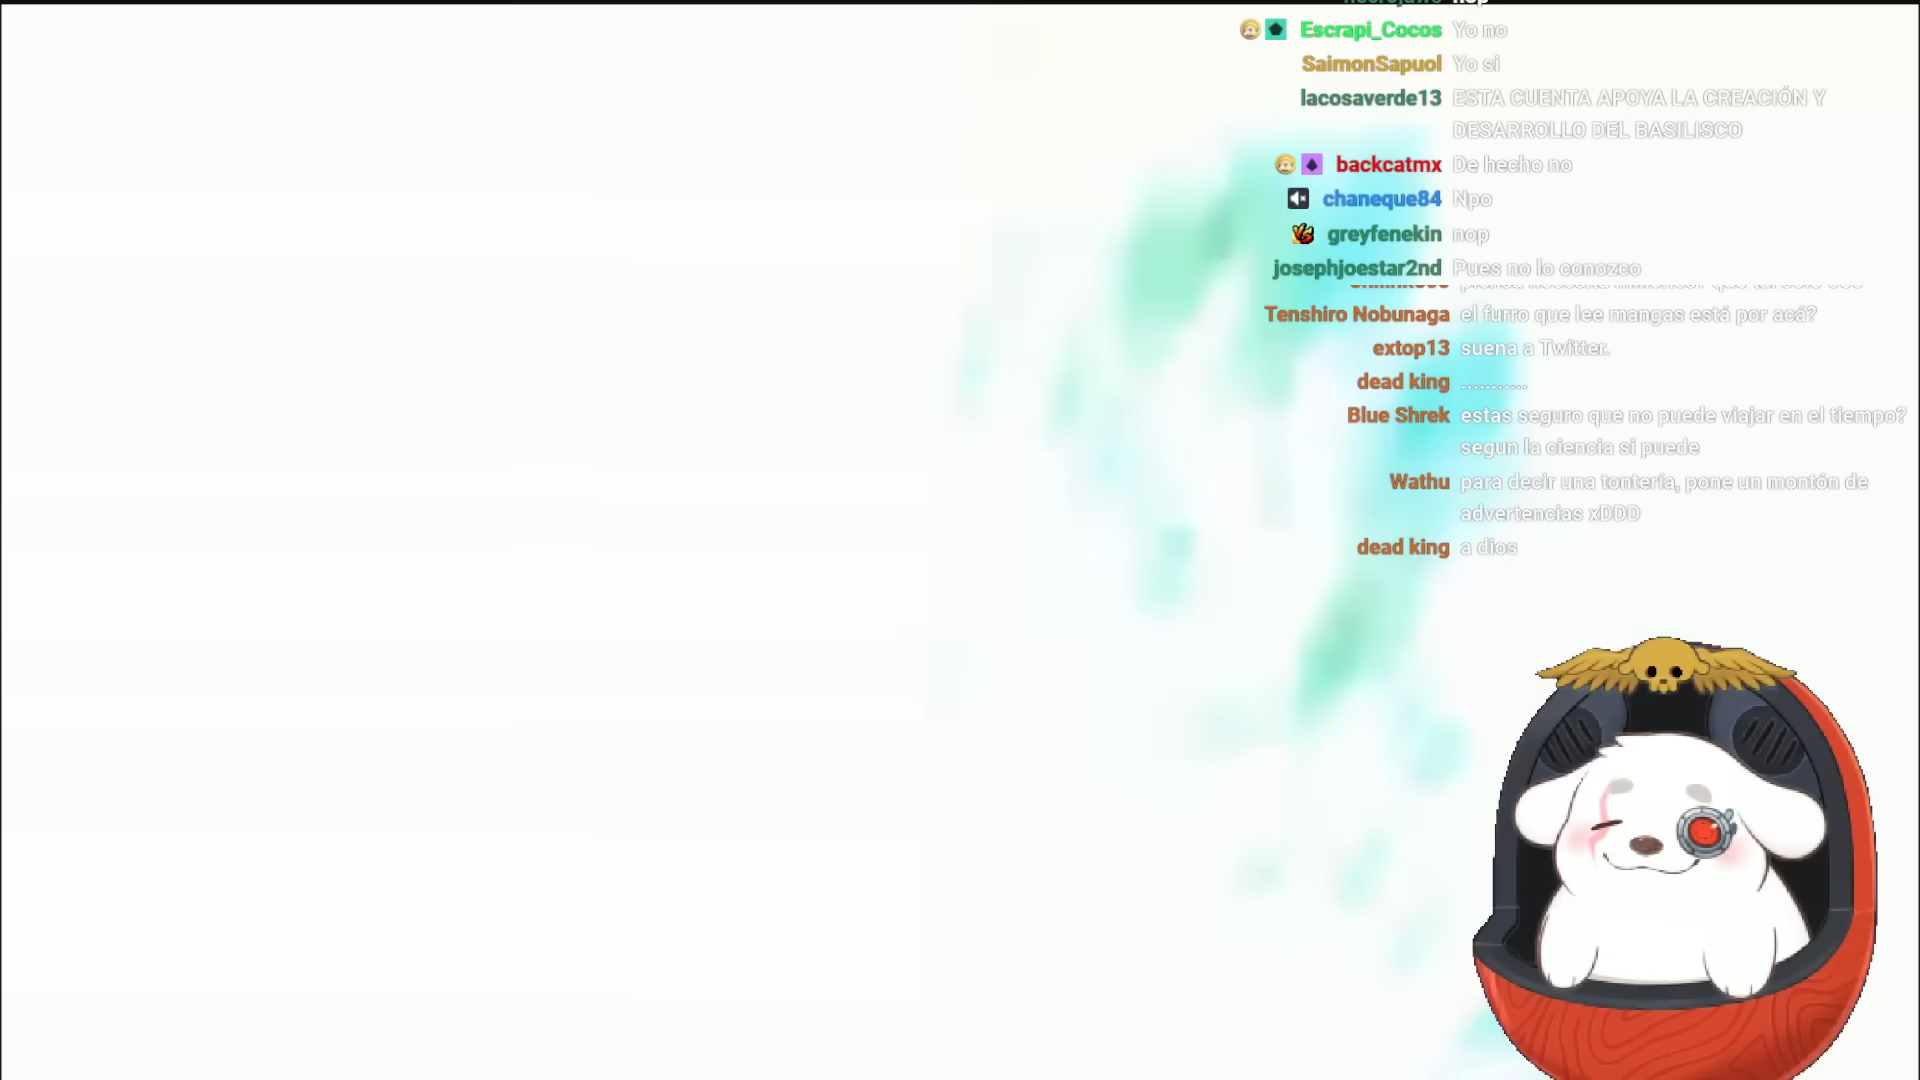 nop
Escrapi_Cocos Yo no
SaimonSapuol Yo si
lacosaverde13 ESTA CUENTA APOYA LA CREACIÓN Y
DESARROLLO DEL BASILISCO
backcatmx De hecho no
chaneque84 Npo
greyfenekin nop
josephjoestar2nd Pues no lo conozco
Tenshiro Nobunaga el furro que lee mangas está por acá?
extop13 suena a Twitter.
dead king ...........
Blue Shrek estas seguro que no puede viajar en el tiempo?
segun la ciencia si puede
Wathu para decir una tontería, pone un montón de
advertencias xDDD
dead king a dios